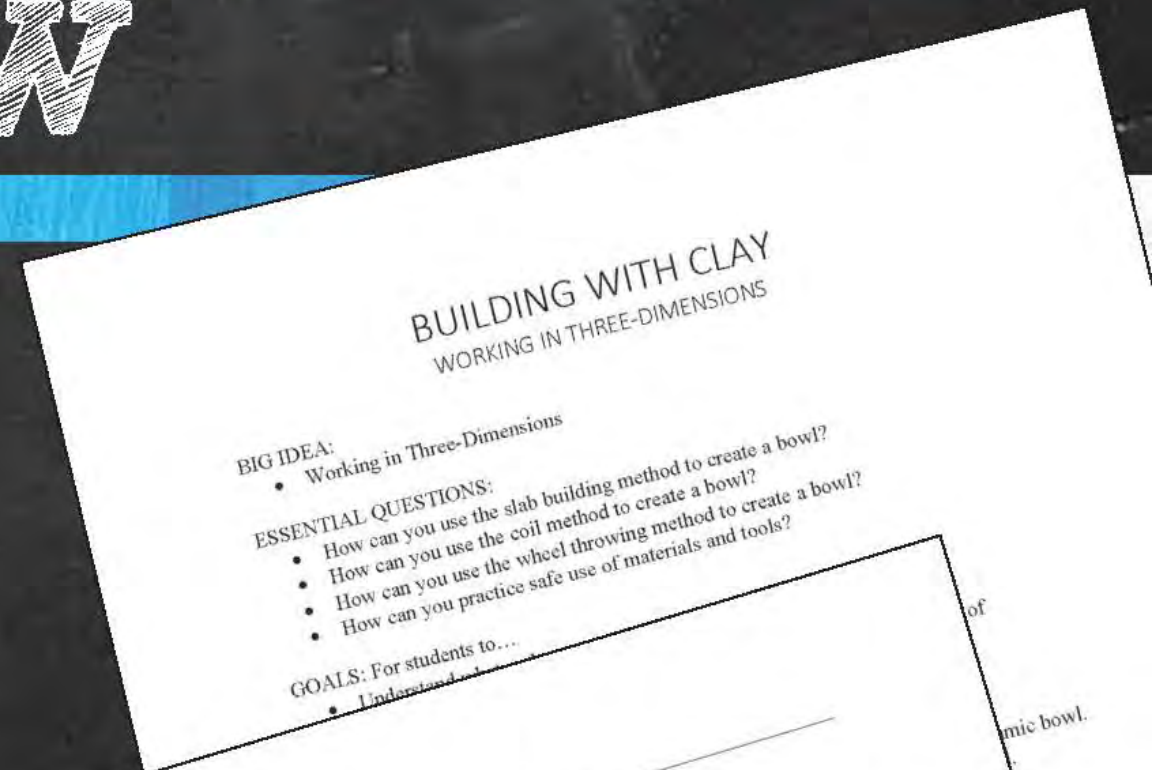 W
BUILDING WITH CLAY
WORKING IN THREE-DIMENSIONS
BIG IDEA:
• Working in Three-Dimensions
ESSENTIAL QUESTIONS:
• How can you use the slab building method to create a bowl?
• How can you use the coil method to create a bowl?
• How can you use the wheel throwing method to create a bowl?
• How can you practice safe use of materials and tools?
GOALS: For students to…
• Understand
of
mic bowl.